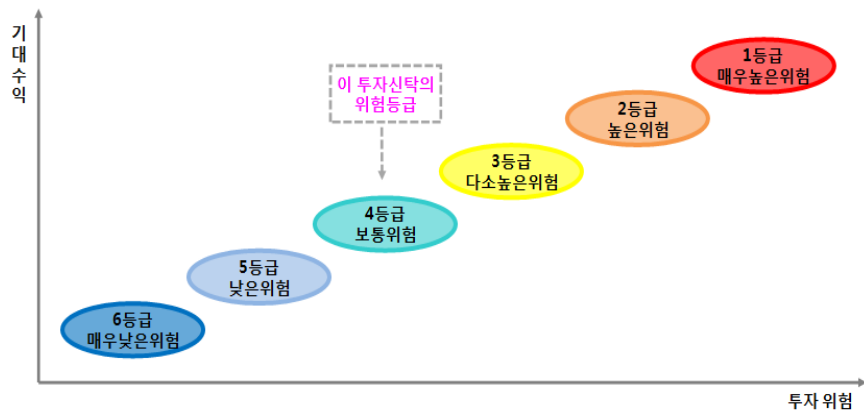 기
대
수
익
1등급
매우높은위험
이 투자신탁의
위험등급
2등급
높은위험
3등급
다소높은위험
4등급
보통위험
5등급
낮은위험
6등급
매우낮은위험
투자 위험